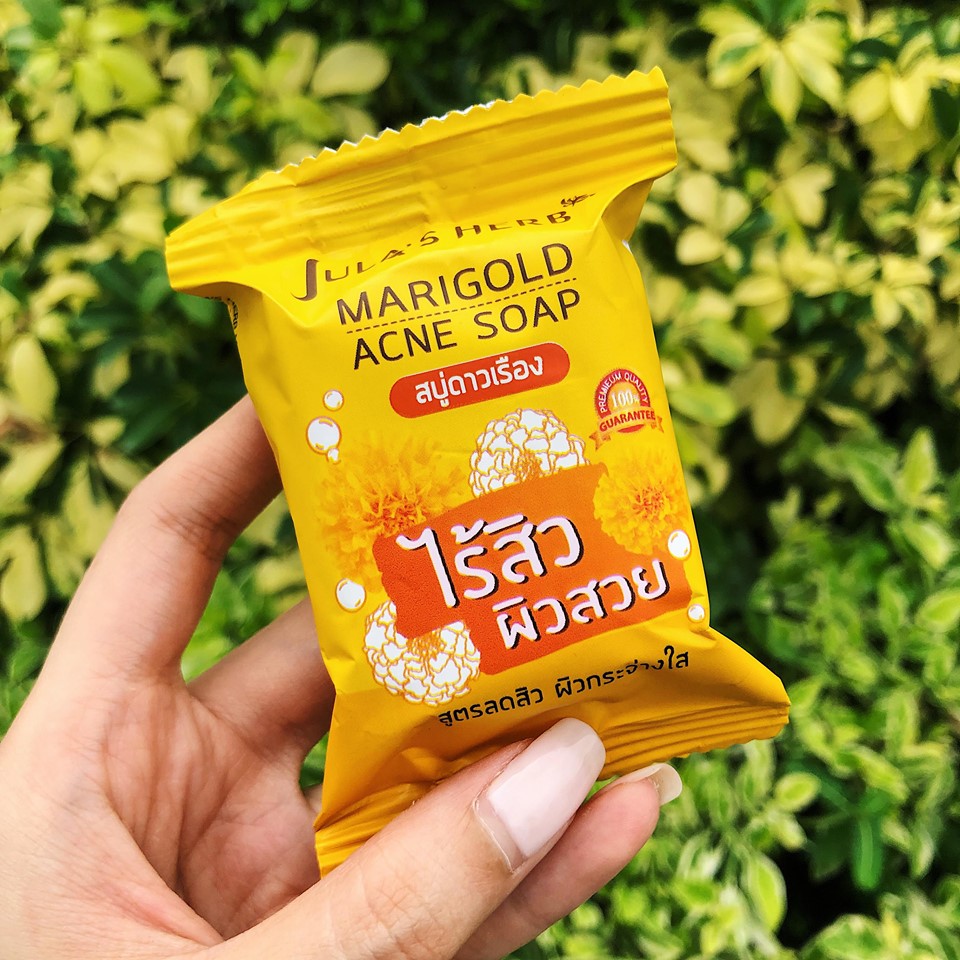 JULA'S HERB
MARIGOLD
ACNE SOAP
สบู่ดาวเรือง
PREMIUM QUALITY
100%
GUARANTEE
ไร้สิว
ผิวสวย
สูตรลดสิว ผิวกระจ่างใส